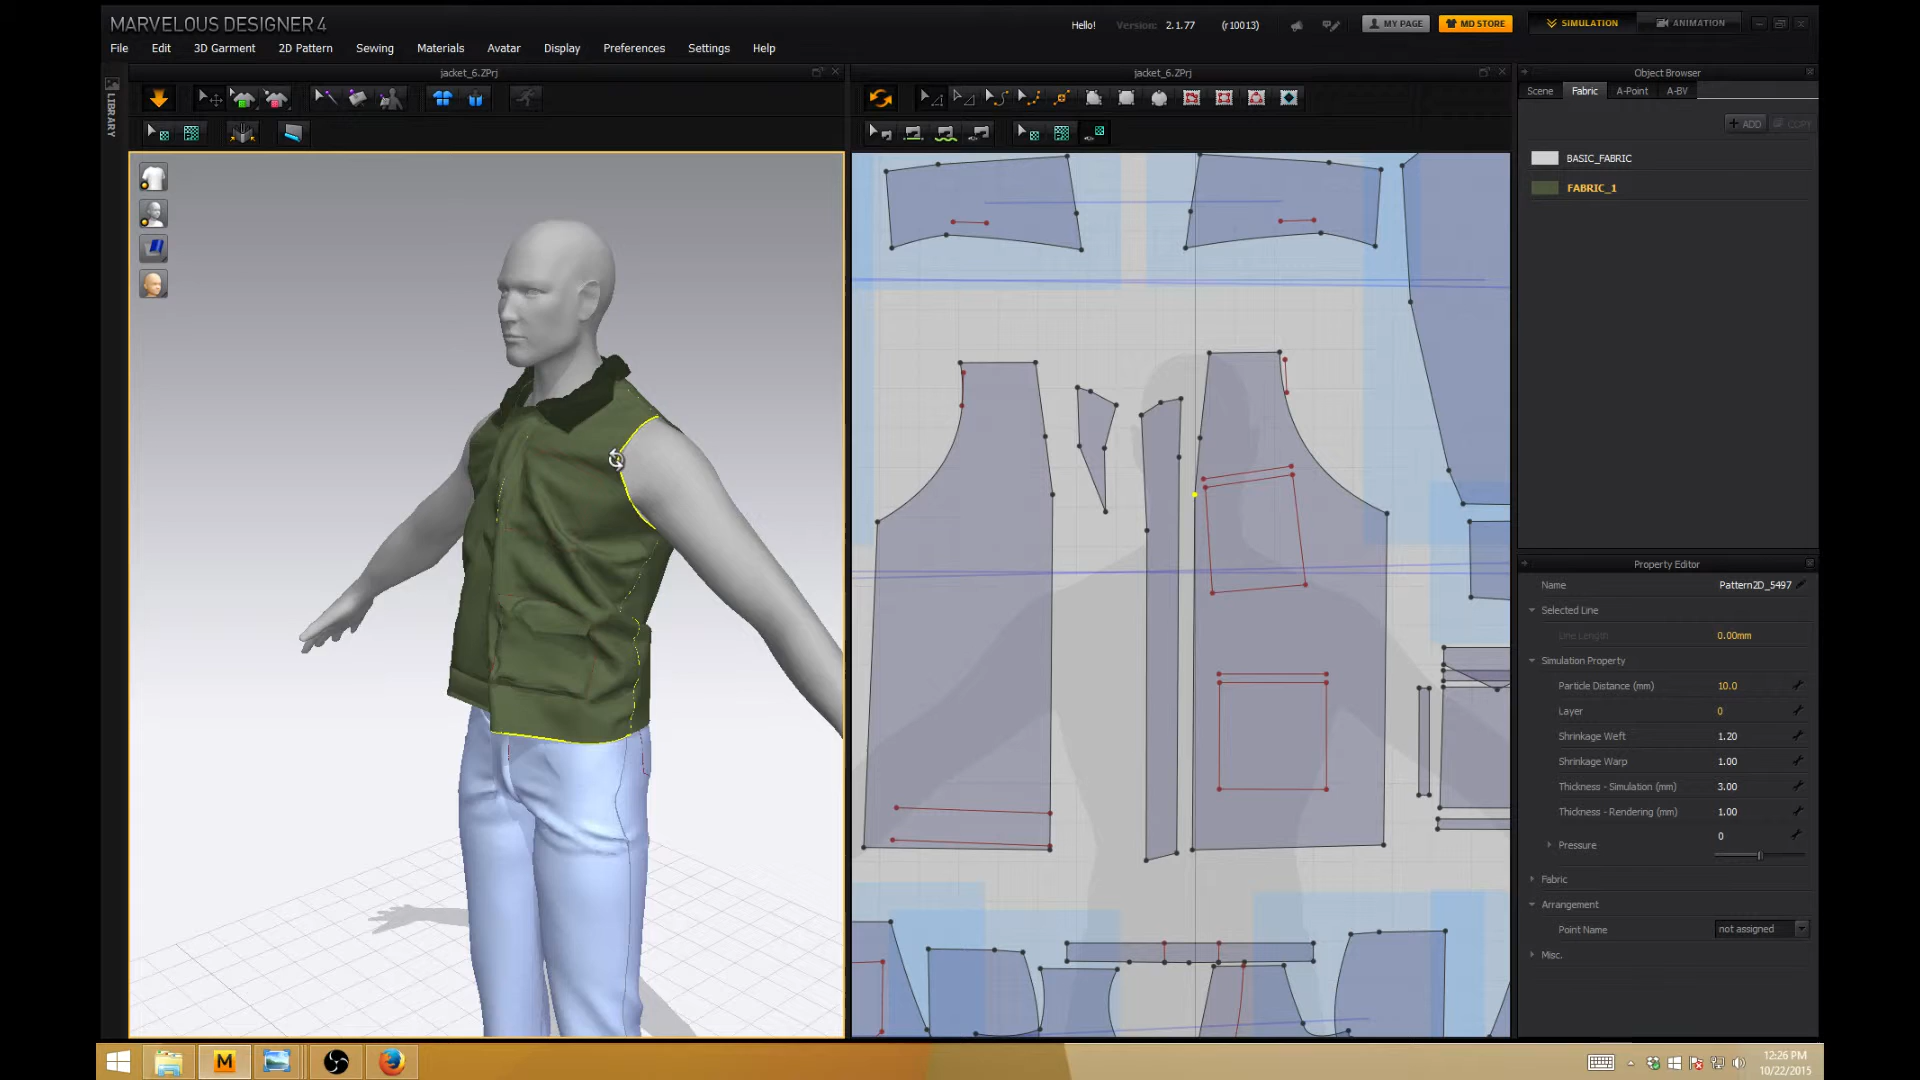 MARVELOUS DESIGNER 4
Hello! Version: 2.1.77 (r10013) MY PAGE MD STORE SIMULATION ANIMATION
File Edit 3D Garment 2D Pattern Sewing Materials Avatar Display Preferences Settings Help
jacket_6.ZPrj jacket_6.ZPrj Object Browser
LIBRARY
Scene Fabric A-Point A-BV
+ ADD COPY
BASIC_FABRIC
FABRIC_1
Property Editor
Name Pattern2D_5497
Selected Line
Line Length 0.00mm
Simulation Property
Particle Distance (mm) 10.0
Layer 0
Shrinkage Weft 1.20
Shrinkage Warp 1.00
Thickness - Simulation (mm) 3.00
Thickness - Rendering (mm) 1.00
Pressure 0
Fabric
Arrangement
Point Name not assigned
Misc.
M
12:26 PM
10/22/2015